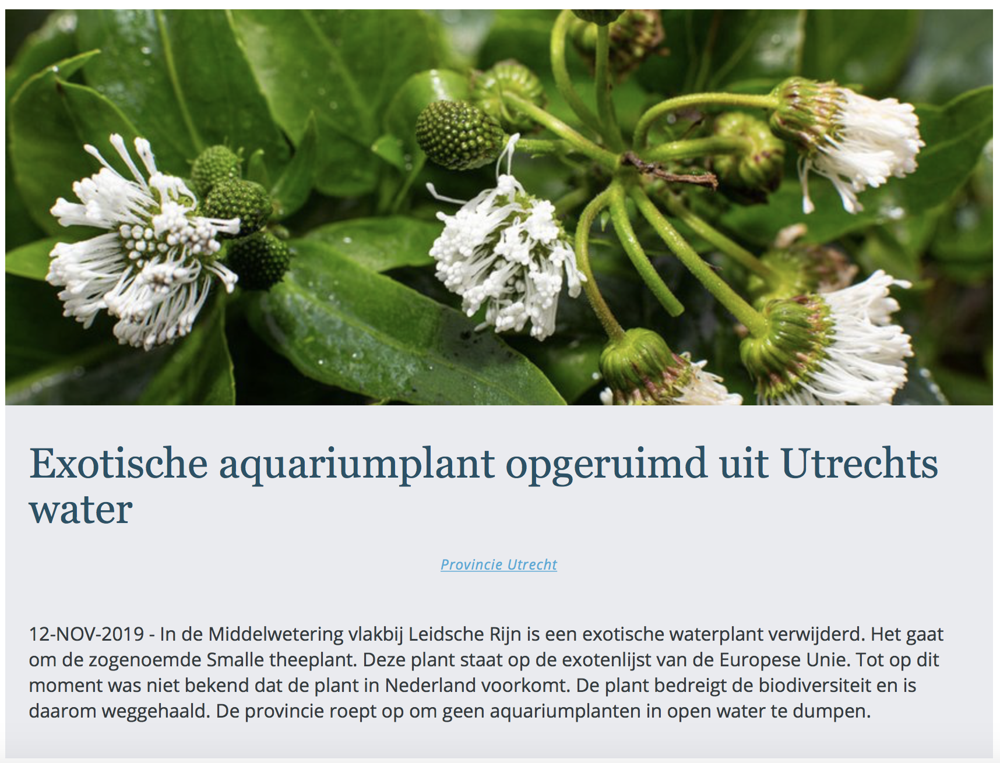 Exotische aquariumplant opgeruimd uit Utrechts
water
Provincie Utrecht
12-NOV-2019 - In de Middelwetering vlakbij Leidsche Rijn is een exotische waterplant verwijderd. Het gaat
om de zogenoemde Smalle theeplant. Deze plant staat op de exotenlijst van de Europese Unie. Tot op dit
moment was niet bekend dat de plant in Nederland voorkomt. De plant bedreigt de biodiversiteit en is
daarom weggehaald. De provincie roept op om geen aquariumplanten in open water te dumpen.